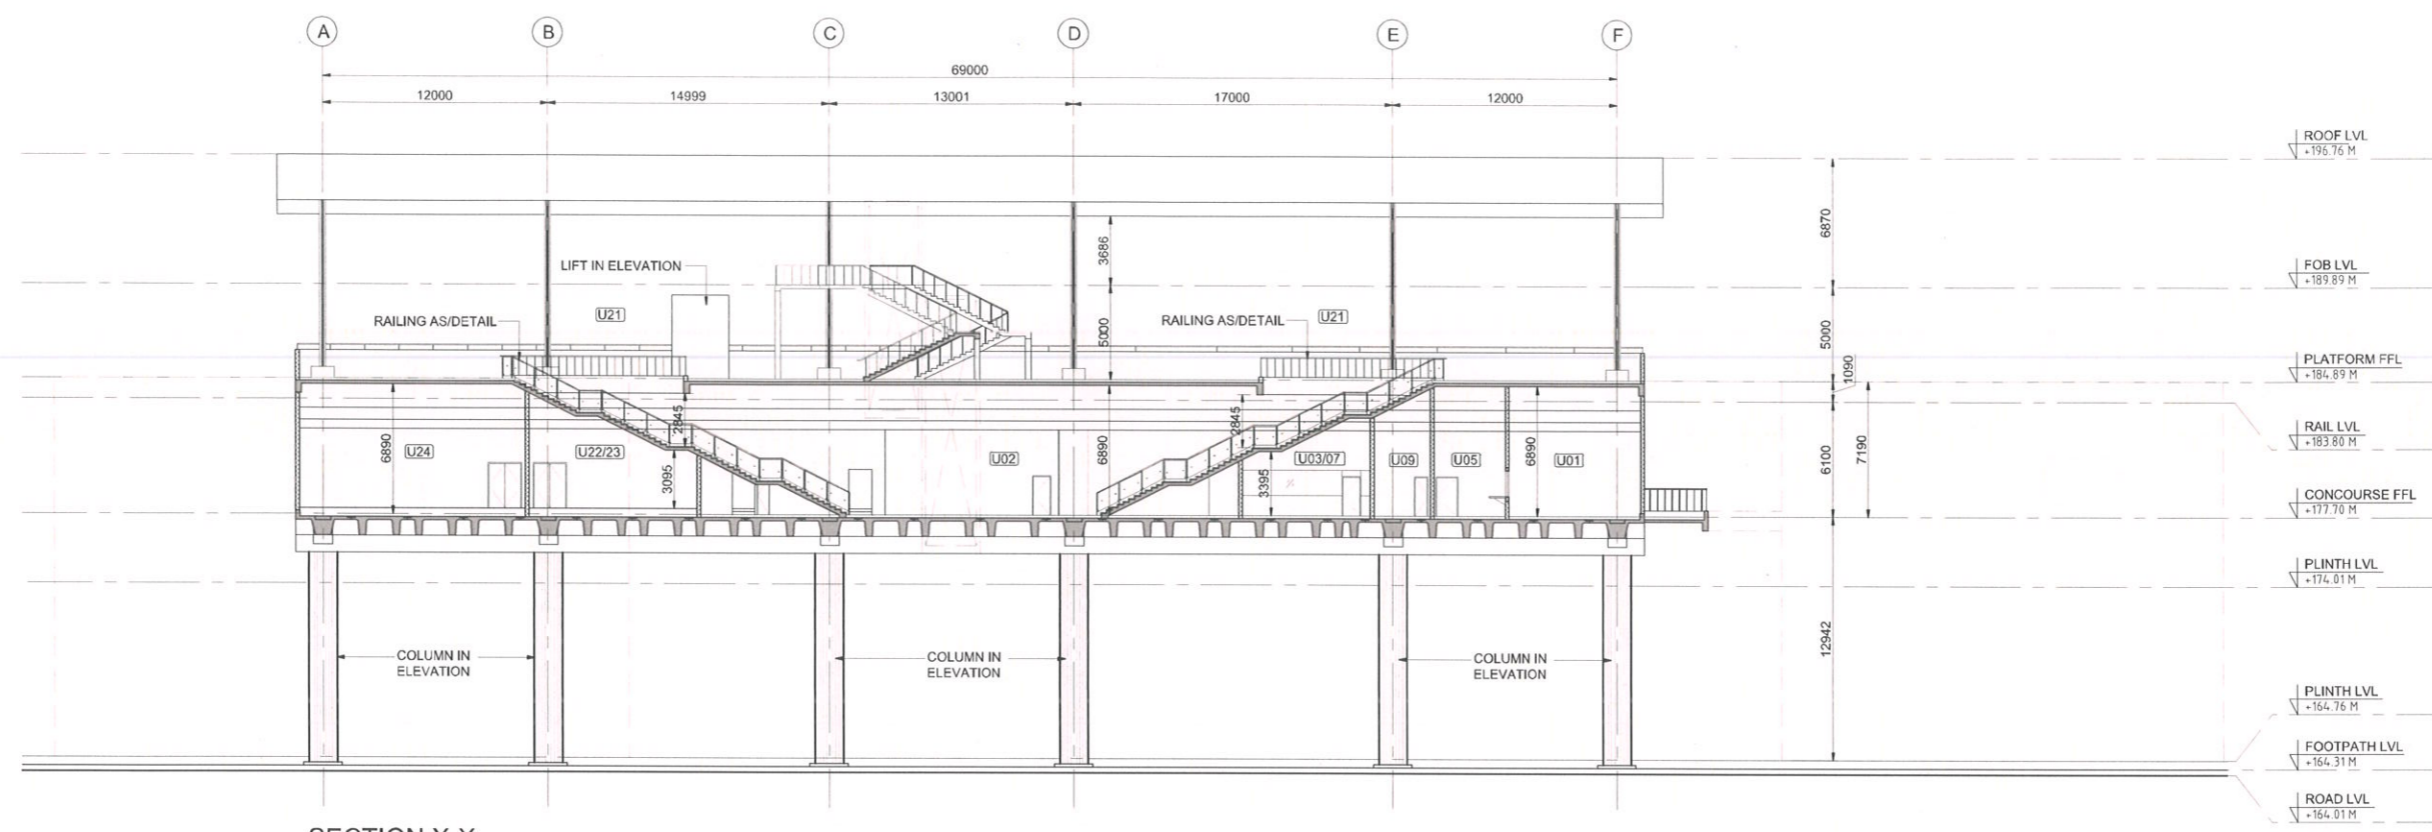 A
B
C
D
E
F
69000
12000
14999
13001
17000
12000
ROOF LVL
+196.76 M
6870
3686
LIFT IN ELEVATION
FOB LVL
+189.89 M
U21
RAILING AS/DETAIL
RAILING AS/DETAIL
U21
5000
5000
1090
PLATFORM FFL
+184.89 M
2845
2845
RAIL LVL
+183.80 M
6890
U24
U22/23
3095
U02
6890
3395
U03/07
U09
U05
6890
U01
6100
7190
CONCOURSE FFL
+177.70 M
PLINTH LVL
+174.01 M
COLUMN IN
ELEVATION
COLUMN IN
ELEVATION
COLUMN IN
ELEVATION
12942
PLINTH LVL
+164.76 M
FOOTPATH LVL
+164.31 M
ROAD LVL
+164.01 M
SECTION X-X